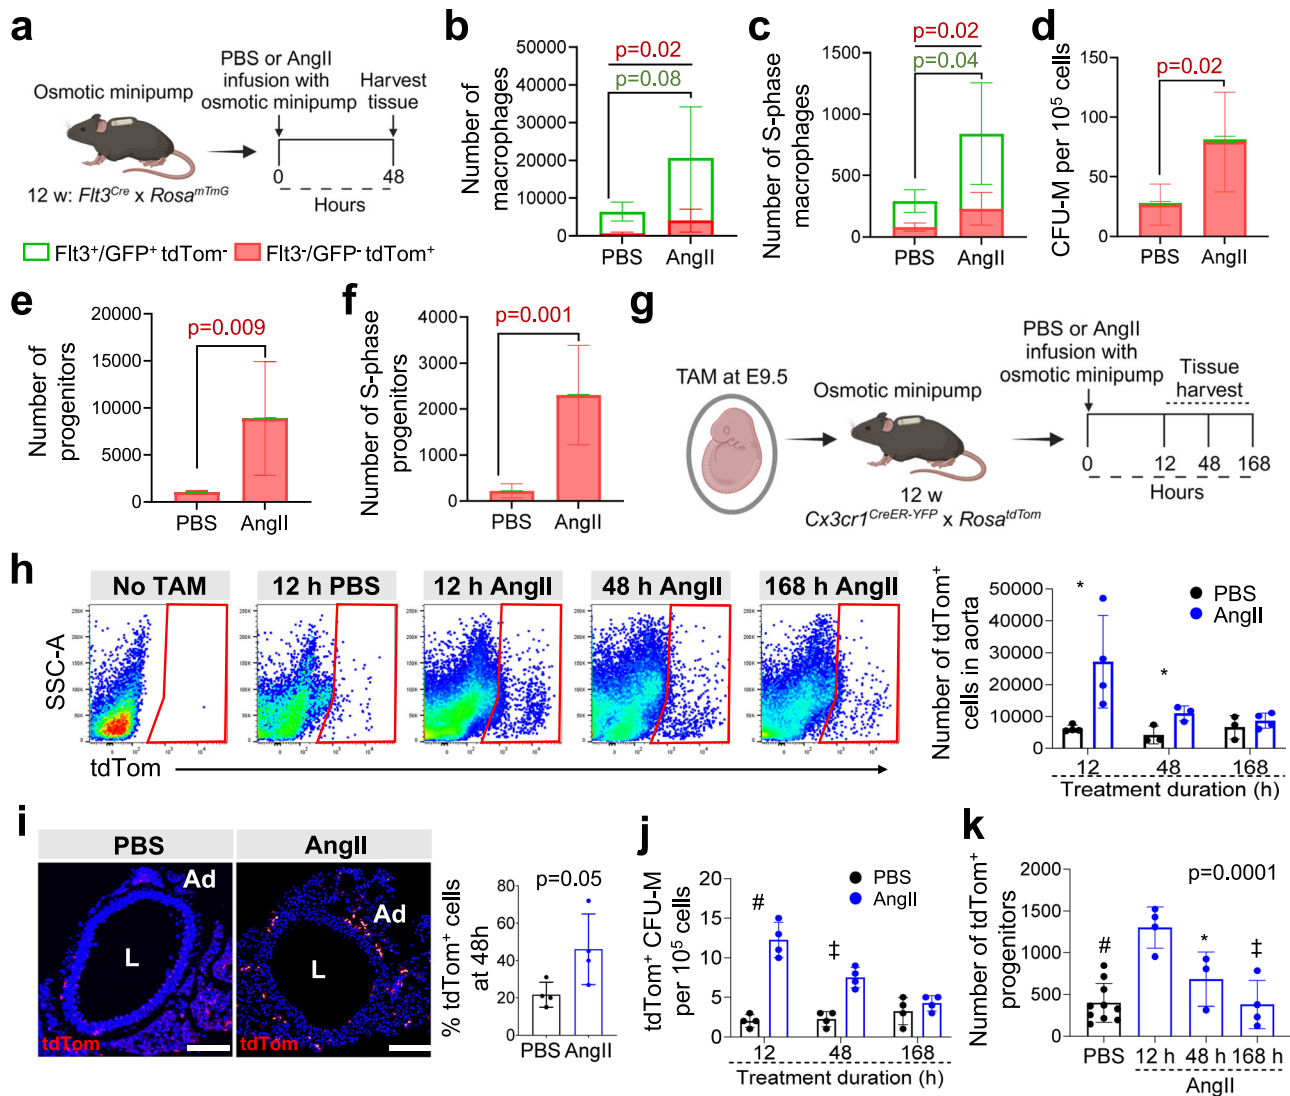 a
PBS or AngII
infusion with
osmotic minipump
Harvest
tissue
Osmotic minipump
0
48
Hours
12 w: Flt3Cre x RosamTmG
Flt3+/GFP+ tdTom-
Flt3-/GFP- tdTom+
b
Number of
macrophages
50000
40000
30000
20000
10000
0
p=0.02
p=0.08
PBS
AngII
c
Number of S-phase
macrophages
1500
1000
500
0
p=0.02
p=0.04
PBS
AngII
d
CFU-M per 10⁵ cells
150
100
50
0
p=0.02
PBS
AngII
e
Number of
progenitors
20000
15000
10000
5000
0
p=0.009
PBS
AngII
f
Number of S-phase
progenitors
4000
3000
2000
1000
0
p=0.001
PBS
AngII
g
TAM at E9.5
Osmotic minipump
12 w
Cx3cr1CreER-YFP x RosatdTom
PBS or AngII
infusion with
osmotic minipump
Tissue
harvest
0
12
48
168
Hours
h
No TAM
12 h PBS
12 h AngII
48 h AngII
168 h AngII
SSC-A
250K
200K
150K
100K
50K
0
tdTom
Number of tdTom+
cells in aorta
50000
40000
30000
20000
10000
0
*
*
PBS
AngII
12
48
168
Treatment duration (h)
i
PBS
AngII
Ad
L
tdTom
Ad
L
tdTom
% tdTom+ cells
at 48h
80
60
40
20
0
p=0.05
PBS AngII
j
tdTom+ CFU-M
per 10⁵ cells
20
15
10
5
0
#
‡
PBS
AngII
12
48
168
Treatment duration (h)
k
Number of tdTom+
progenitors
2000
1500
1000
500
0
p=0.0001
#
*
‡
PBS
12 h
48 h
168 h
AngII